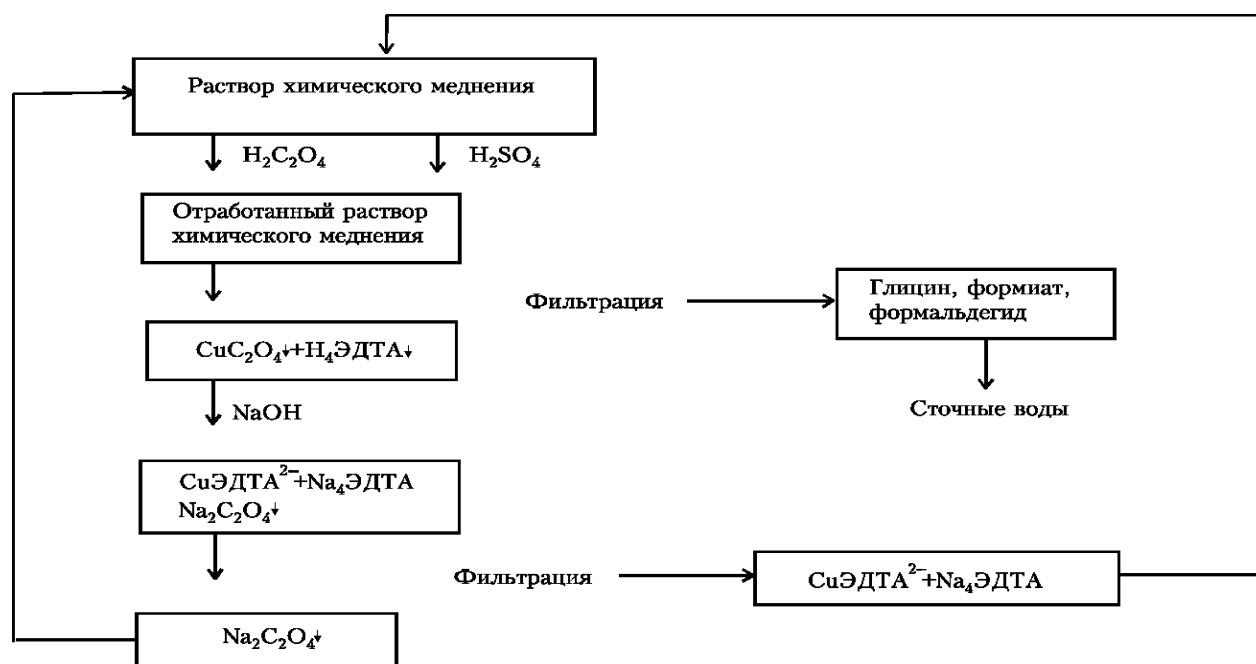 Раствор химического меднения
H₂C₂O₄
H₂SO₄
Отработанный раствор
химического меднения
Фильтрация
Глицин, формиат,
формальдегид
CuC₂O₄↓+H₄ЭДТА↓
NaOH
Сточные воды
CuЭДТА²⁻+Na₄ЭДТА
Na₂C₂O₄↓
Фильтрация
CuЭДТА²⁻+Na₄ЭДТА
Na₂C₂O₄↓